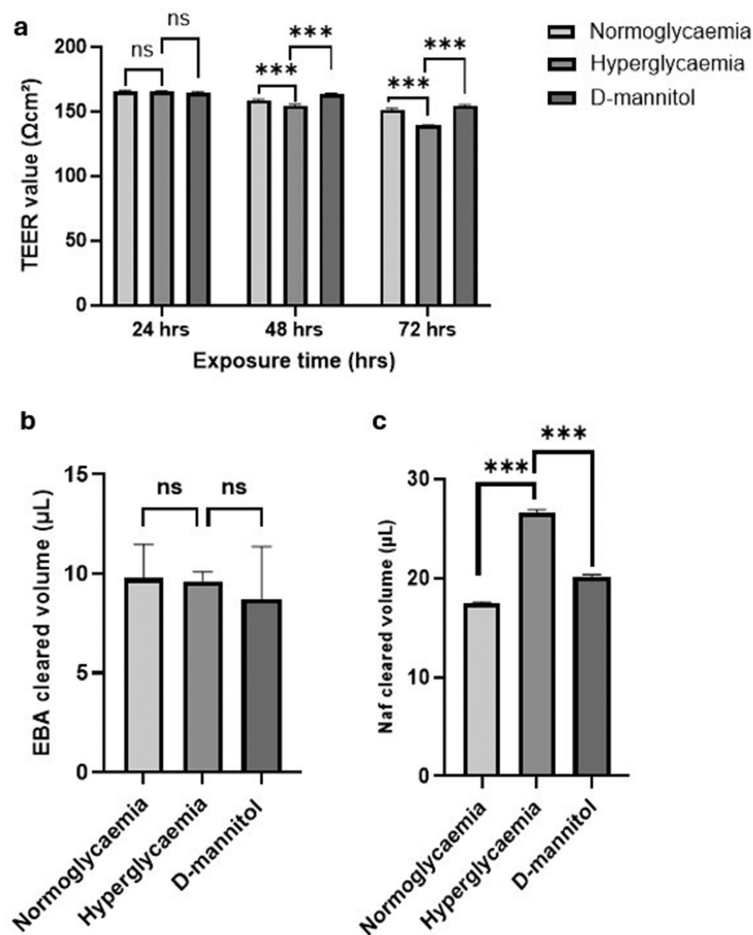 a
TEER value (Ωcm²)
200
150
100
50
0
ns
ns
***
***
***
***
24 hrs
48 hrs
72 hrs
Exposure time (hrs)
Normoglycaemia
Hyperglycaemia
D-mannitol
b
EBA cleared volume (µL)
15
10
5
0
ns
ns
Normoglycaemia
Hyperglycaemia
D-mannitol
c
Naf cleared volume (µL)
30
20
10
0
***
***
Normoglycaemia
Hyperglycaemia
D-mannitol